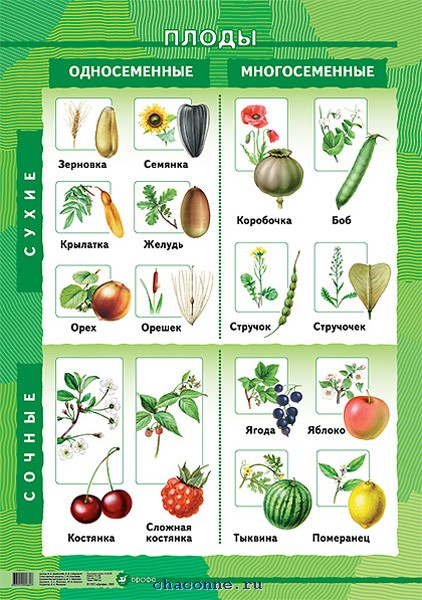 ПЛОДЫ
ОДНОСЕМЕННЫЕ
МНОГОСЕМЕННЫЕ
СУХИЕ
Зерновка
Семянка
Коробочка
Боб
Крылатка
Желудь
Орех
Орешек
Стручок
Стручочек
СОЧНЫЕ
Ягода
Яблоко
Костянка
Сложная
костянка
Тыквина
Померанец
дрофа
chaconne.ru